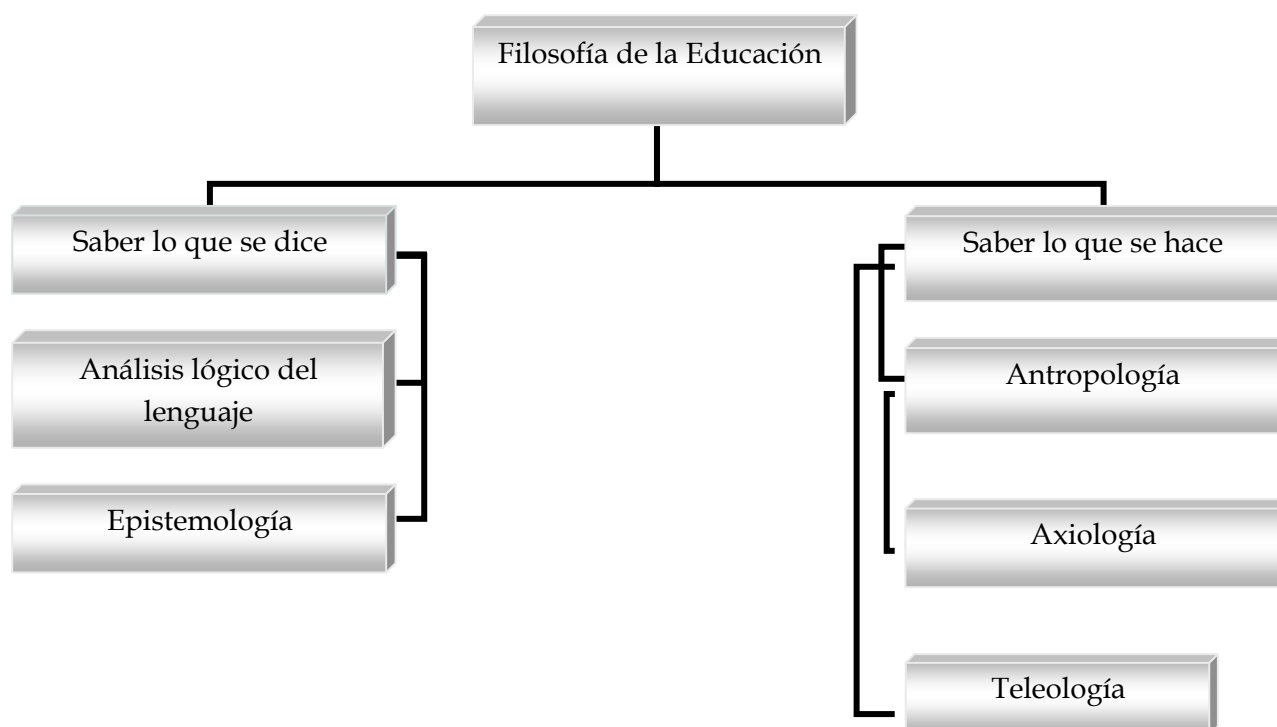 Filosofía de la Educación
Saber lo que se dice
Análisis lógico del
lenguaje
Epistemología
Saber lo que se hace
Antropología
Axiología
Teleología